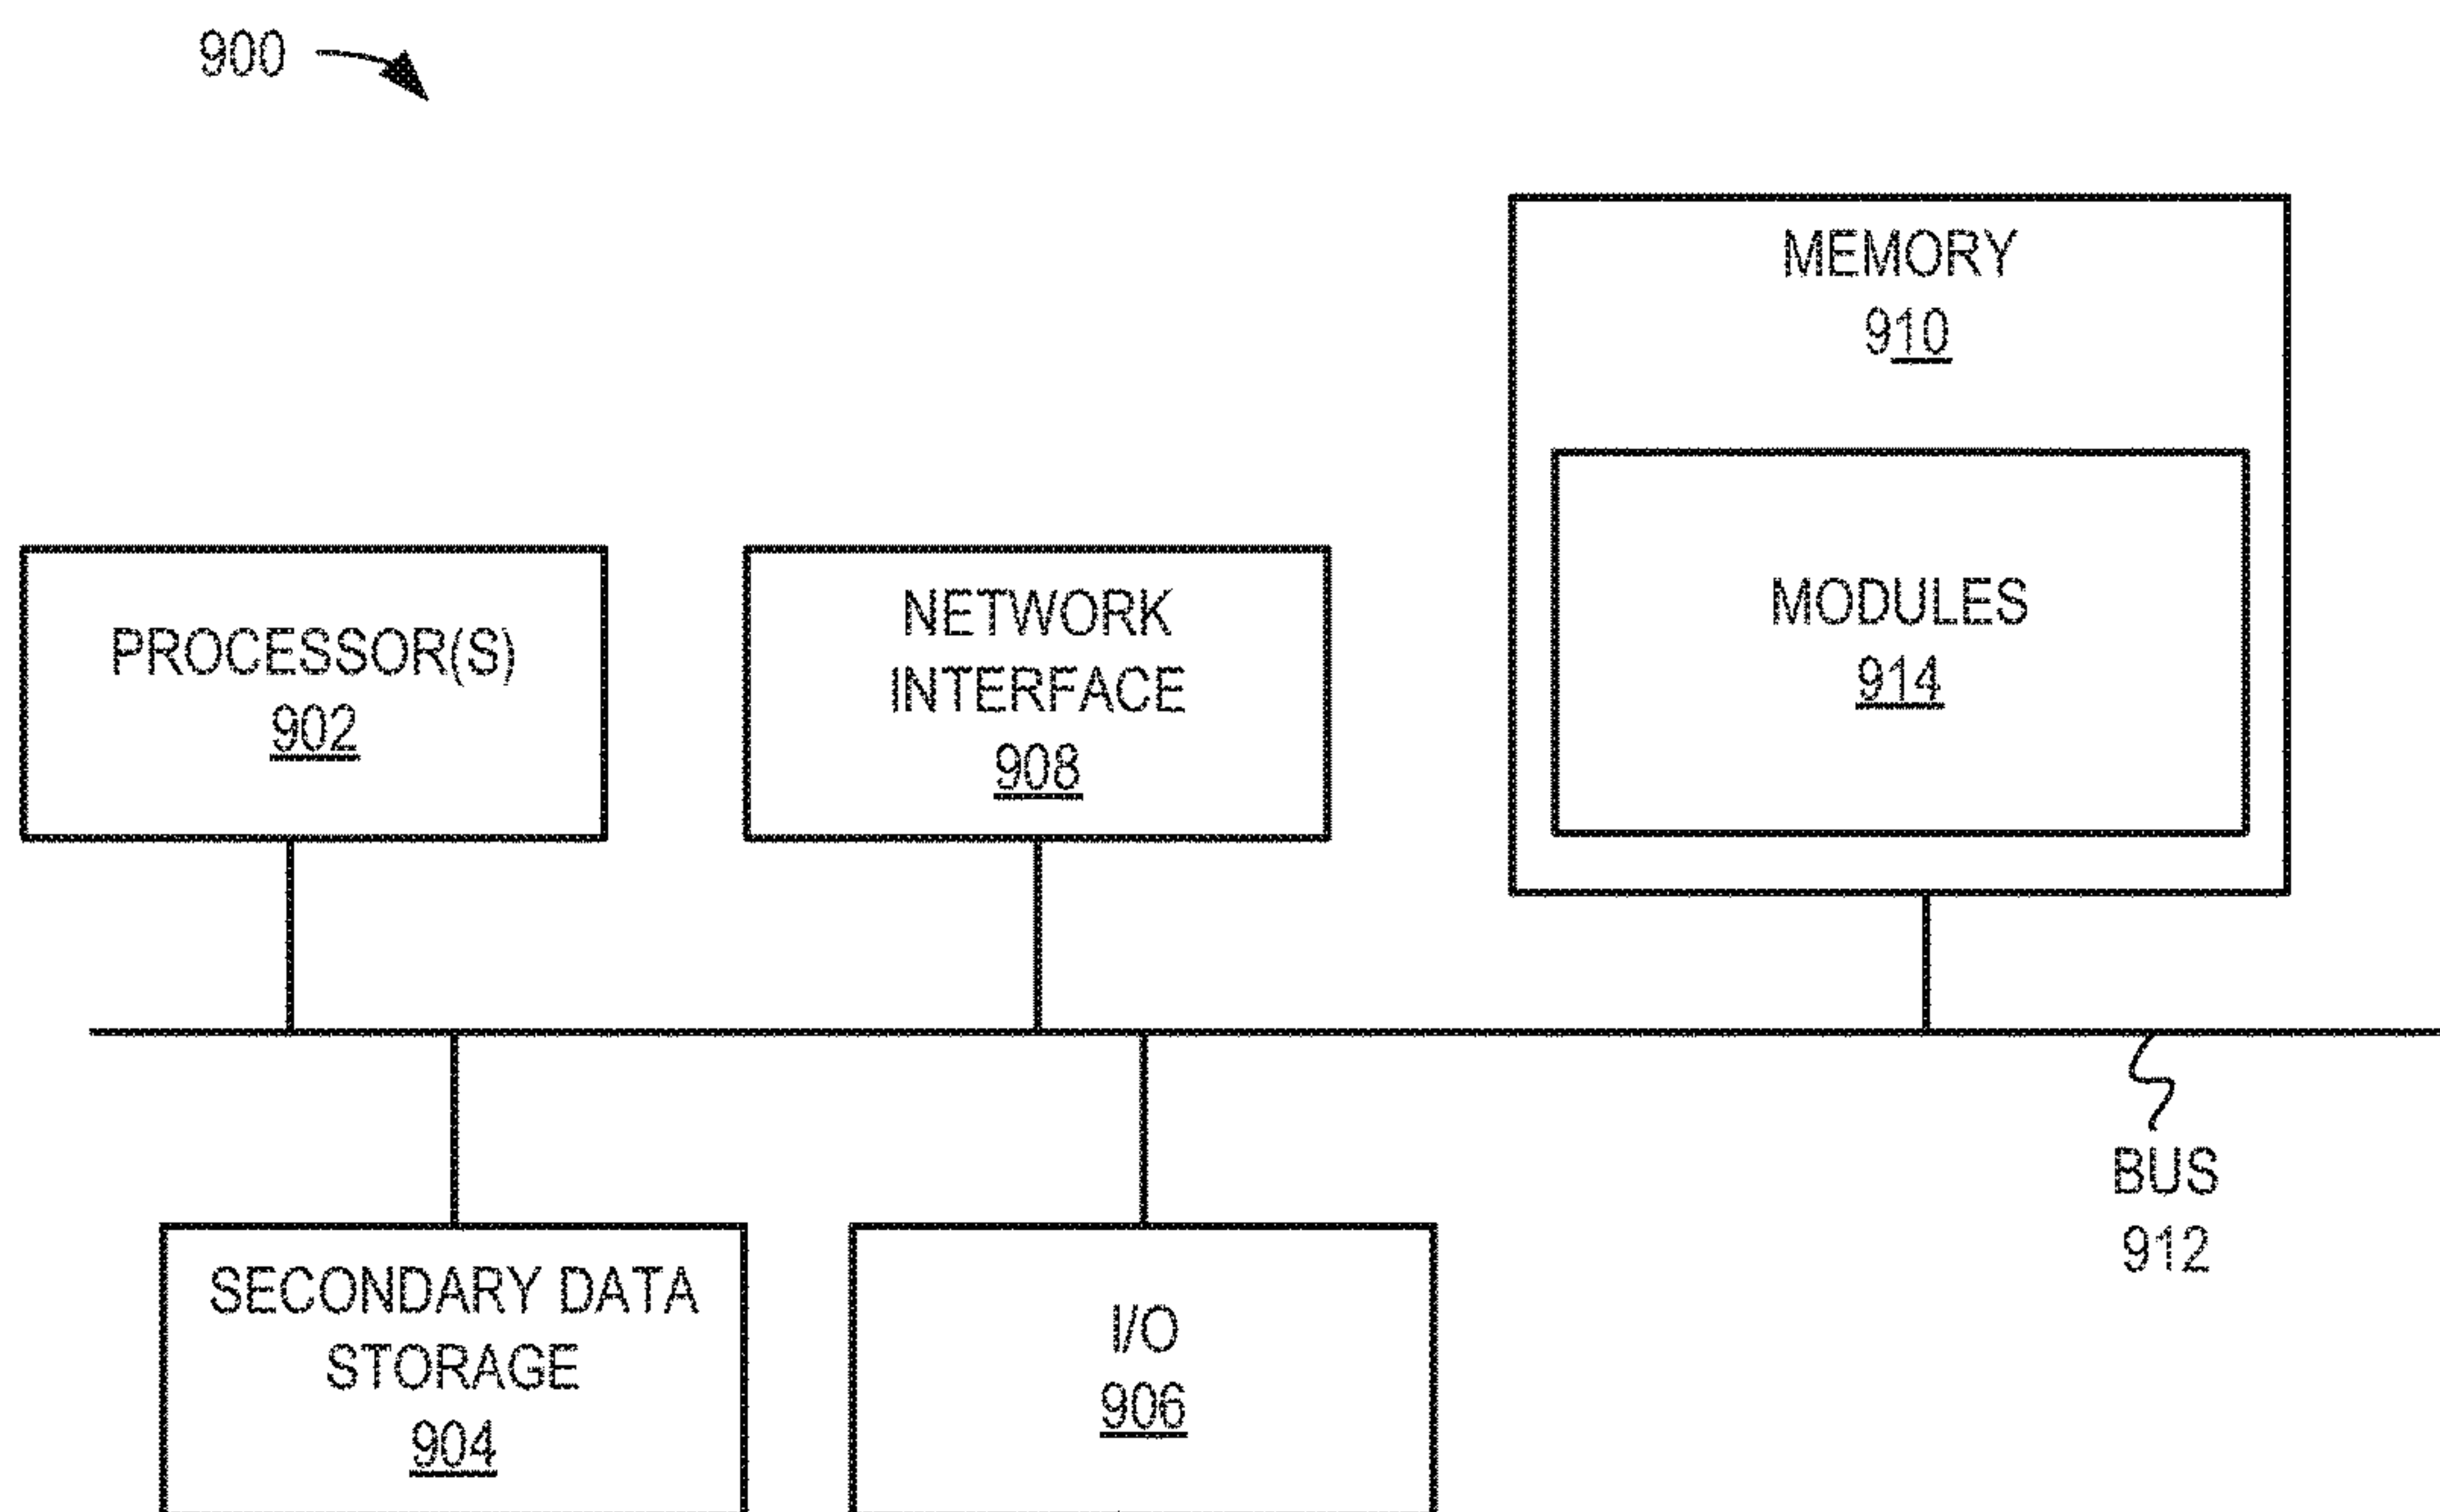 900
MEMORY
910
MODULES
914
PROCESSOR(S)
902
NETWORK
INTERFACE
908
BUS
912
SECONDARY DATA
STORAGE
904
I/O
906